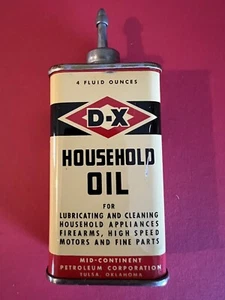 4 FLUID OUNCES
D-X
HOUSEHOLD
OIL
FOR
LUBRICATING AND CLEANING
HOUSEHOLD APPLIANCES
FIREARMS, HIGH SPEED
MOTORS AND FINE PARTS
MID-CONTINENT
PETROLEUM CORPORATION
TULSA, OKLAHOMA